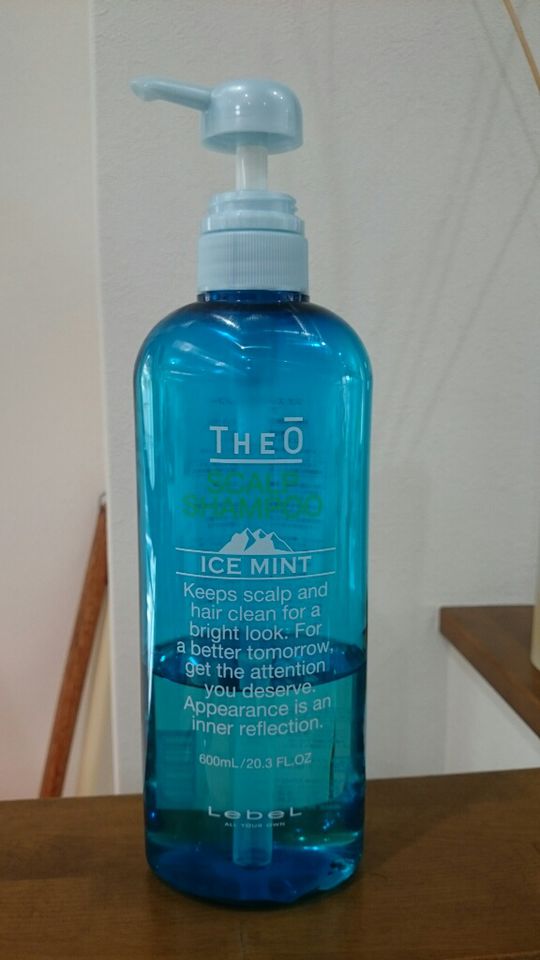 THEŌ
SCALP
SHAMPOO
ICE MINT
Keeps scalp and
hair clean for a
bright look. For
a better tomorrow,
get the attention
you deserve.
Appearance is an
inner reflection.
600mL/20.3 FL.OZ
LebeL
ALL YOUR OWN